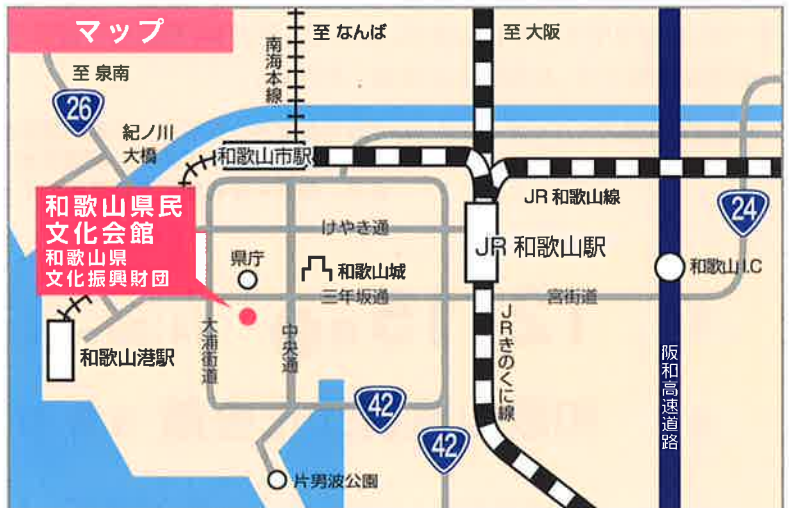 マップ
至 なんば
至 大阪
南海本線
至 泉南
26
紀ノ川
大橋
和歌山市駅
JR 和歌山線
和歌山県民
文化会館
和歌山県
文化振興財団
24
けやき通
県庁
和歌山城
JR 和歌山駅
和歌山I.C
三年坂通
宮街道
大浦街道
中央通
JRきのくに線
和歌山港駅
阪和高速道路
42
42
片男波公園